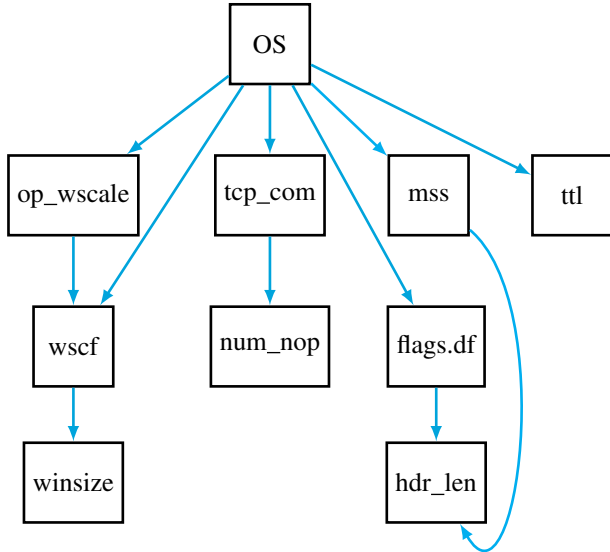 OS
op_wscale
tcp_com
mss
ttl
wscf
num_nop
flags.df
winsize
hdr_len